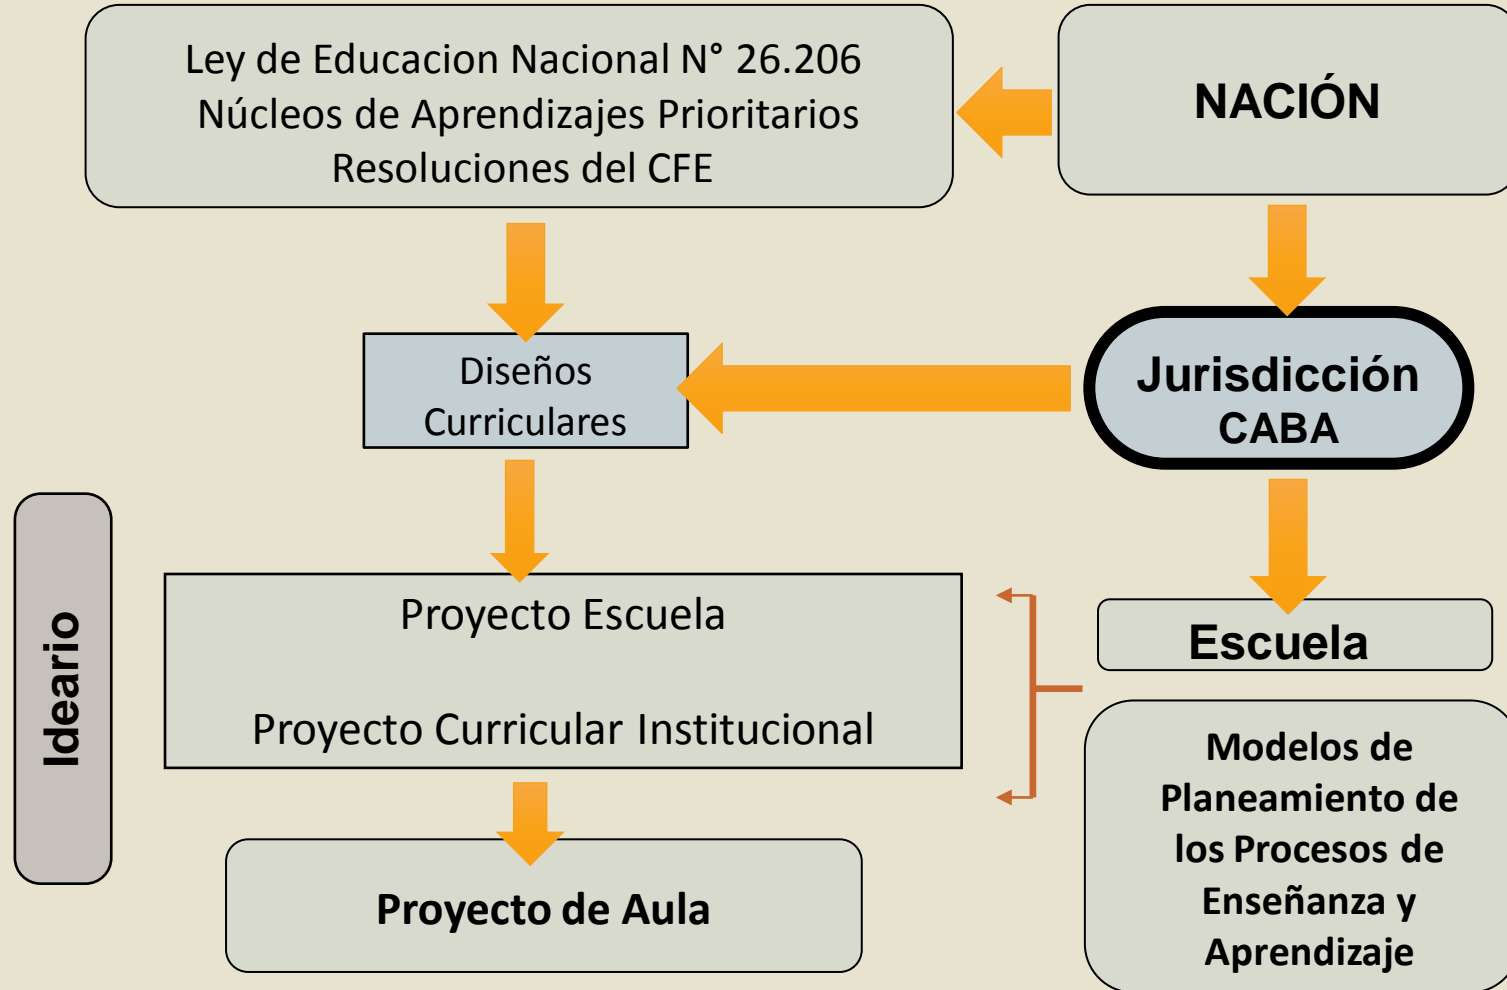 Ley de Educacion Nacional N° 26.206
Núcleos de Aprendizajes Prioritarios
Resoluciones del CFE
NACIÓN
Diseños
Curriculares
Jurisdicción
CABA
Ideario
Proyecto Escuela
Proyecto Curricular Institucional
Escuela
Modelos de
Planeamiento de
los Procesos de
Enseñanza y
Aprendizaje
Proyecto de Aula